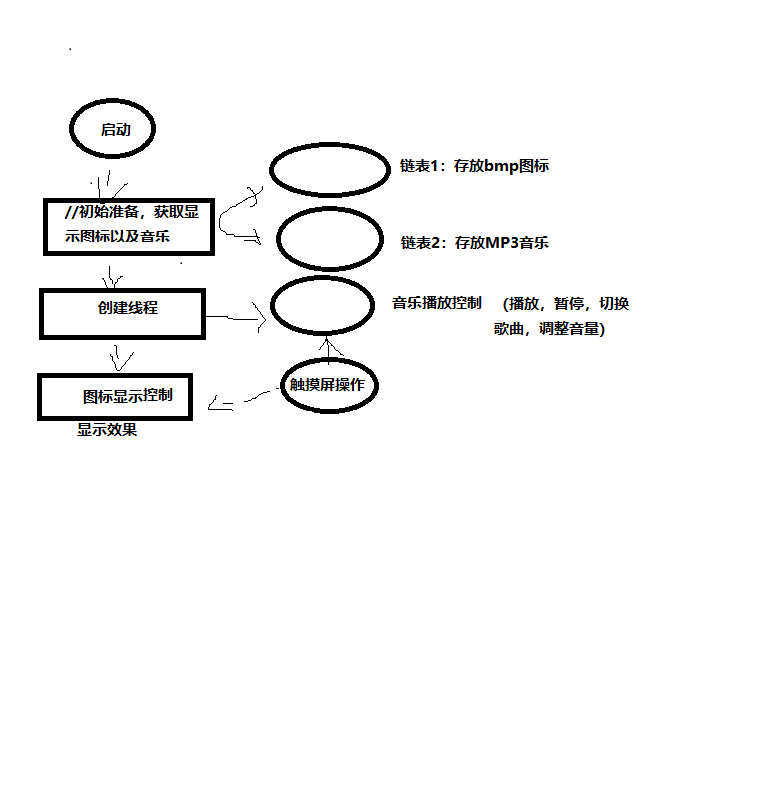 启动
链表1：存放bmp图标
//初始准备，获取显
示图标以及音乐
链表2：存放MP3音乐
创建线程
音乐播放控制 （播放，暂停，切换
歌曲，调整音量）
触摸屏操作
图标显示控制
显示效果